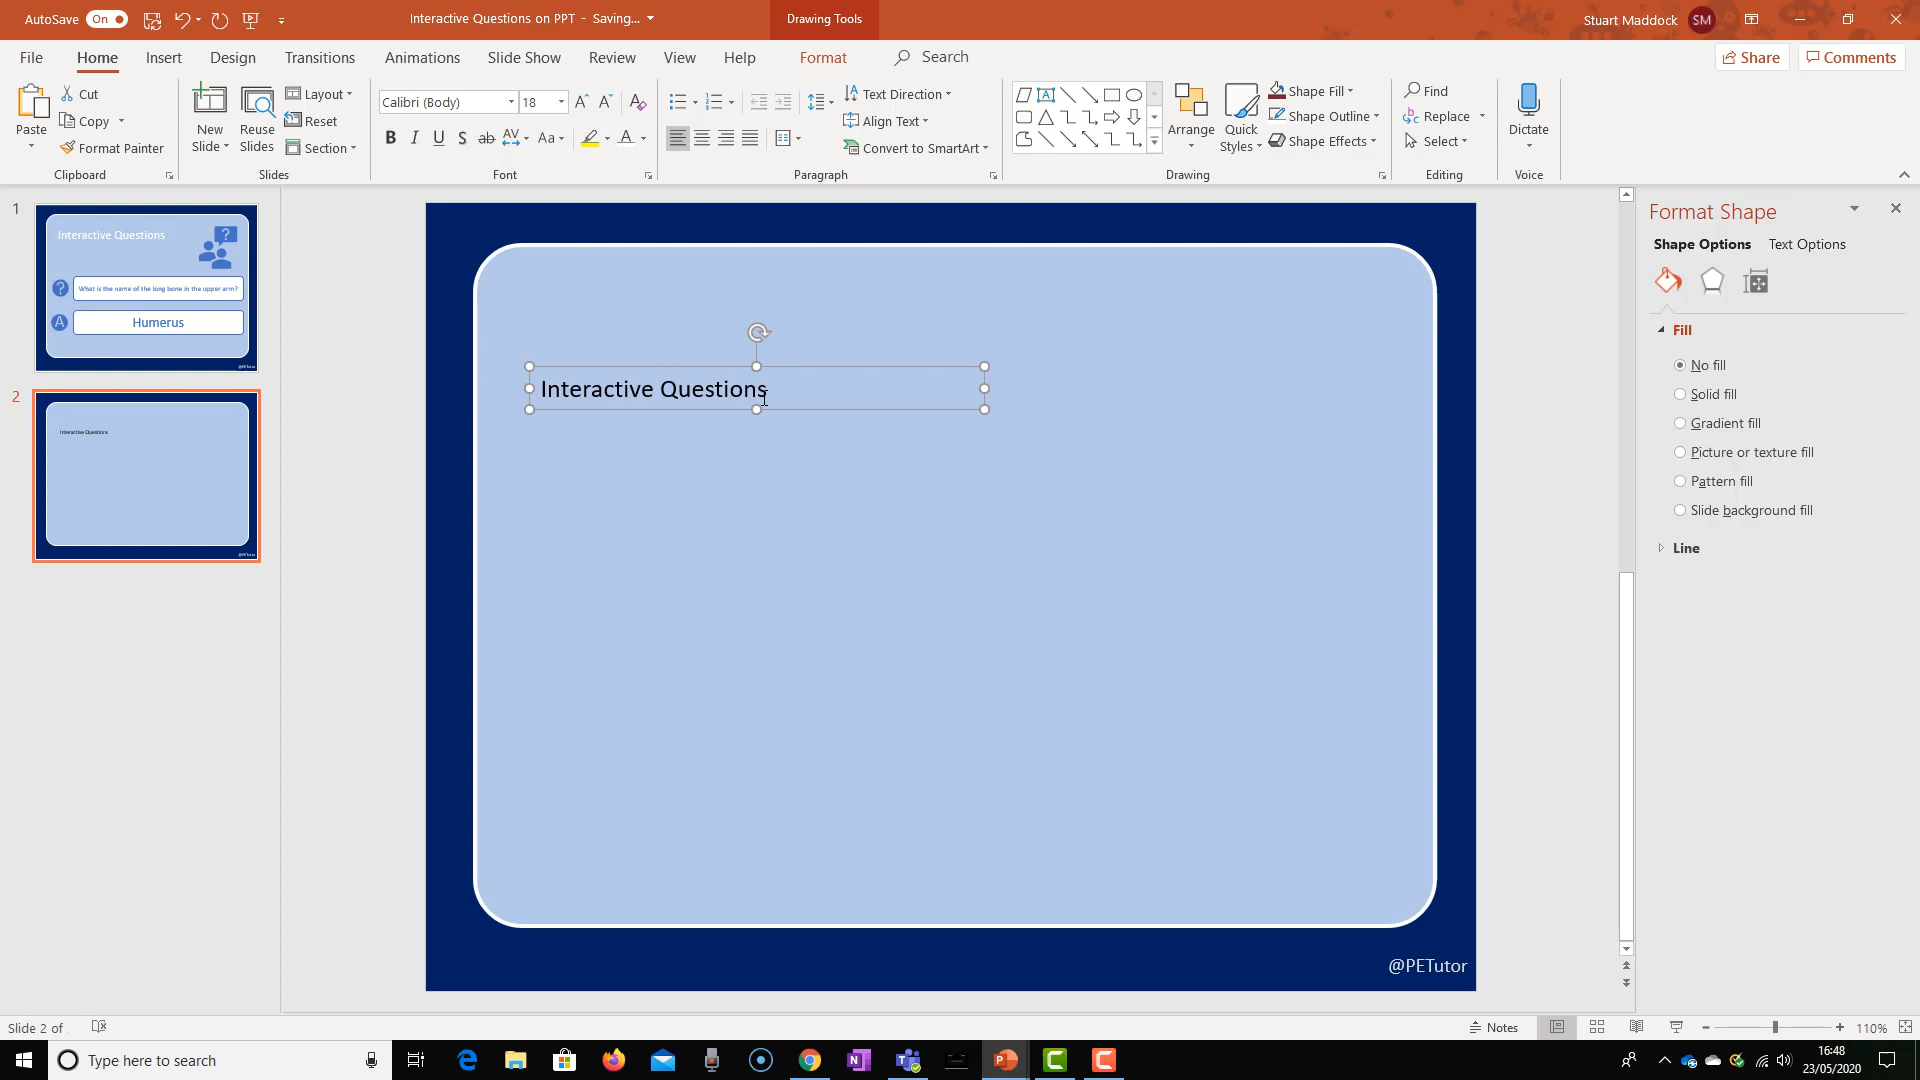 AutoSave On
Interactive Questions on PPT - Saving...
Drawing Tools
Stuart Maddock SM
File Home Insert Design Transitions Animations Slide Show Review View Help Format Search
Share Comments
Paste
Cut
Copy
Format Painter
Clipboard
New Slide
Reuse Slides
Layout
Reset
Section
Slides
Calibri (Body) 18
Font
Text Direction
Align Text
Convert to SmartArt
Paragraph
Arrange
Quick Styles
Shape Fill
Shape Outline
Shape Effects
Drawing
Find
Replace
Select
Editing
Dictate
Voice
1
Interactive Questions
?
? What is the name of the long bone in the upper arm?
A Humerus
@PETutor
2
Interactive Questions
@PETutor
Interactive Questions
@PETutor
Format Shape
Shape Options Text Options
Fill
No fill
Solid fill
Gradient fill
Picture or texture fill
Pattern fill
Slide background fill
Line
Slide 2 of
Notes
110%
Type here to search
16:48
23/05/2020